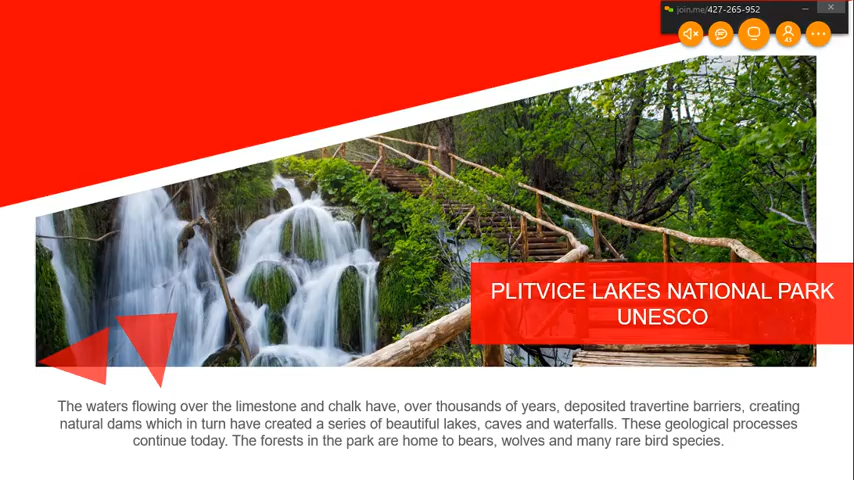 join.me/427-265-952
43
PLITVICE LAKES NATIONAL PARK
UNESCO
The waters flowing over the limestone and chalk have, over thousands of years, deposited travertine barriers, creating
natural dams which in turn have created a series of beautiful lakes, caves and waterfalls. These geological processes
continue today. The forests in the park are home to bears, wolves and many rare bird species.